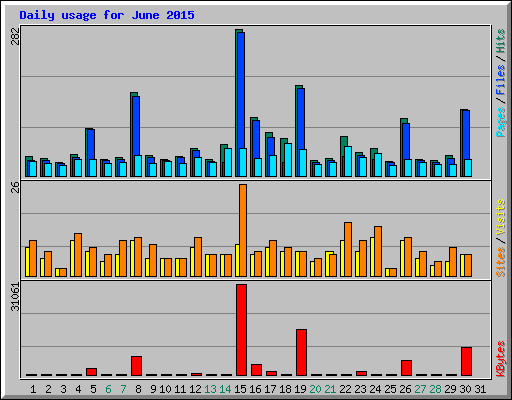 Daily usage for June 2015
282
Pages / Files / Hits
26
Sites / Visits
31061
KBytes
1 2 3 4 5 6 7 8 9 10 11 12 13 14 15 16 17 18 19 20 21 22 23 24 25 26 27 28 29 30 31